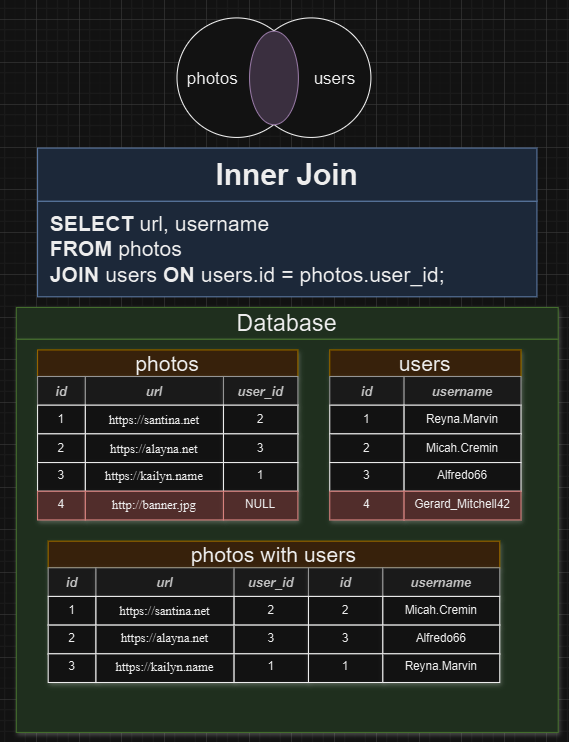 photos users
Inner Join
SELECT url, username
FROM photos
JOIN users ON users.id = photos.user_id;
Database
photos
id url user_id
1 https://santina.net 2
2 https://alayna.net 3
3 https://kailyn.name 1
4 http://banner.jpg NULL
users
id username
1 Reyna.Marvin
2 Micah.Cremin
3 Alfredo66
4 Gerard_Mitchell42
photos with users
id url user_id id username
1 https://santina.net 2 2 Micah.Cremin
2 https://alayna.net 3 3 Alfredo66
3 https://kailyn.name 1 1 Reyna.Marvin